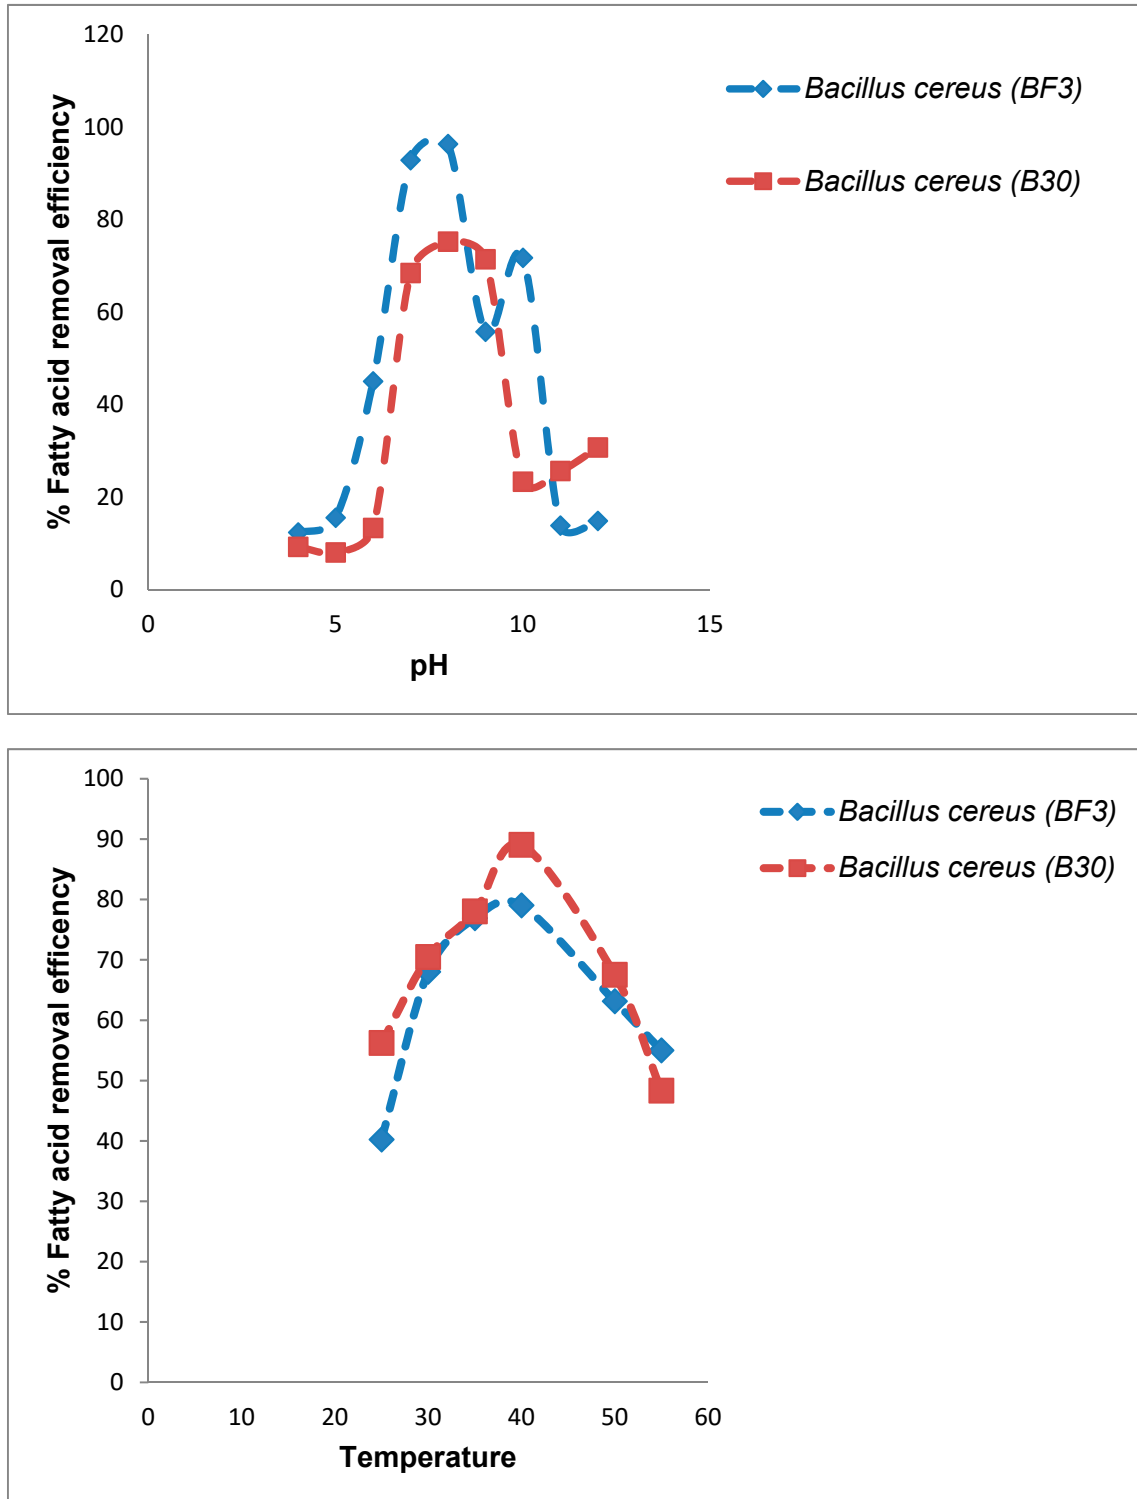 120
100
80
60
40
20
0
0 5 10 15
% Fatty acid removal efficiency
pH
Bacillus cereus (BF3)
Bacillus cereus (B30)
100
90
80
70
60
50
40
30
20
10
0
0 10 20 30 40 50 60
% Fatty acid removal efficency
Temperature
Bacillus cereus (BF3)
Bacillus cereus (B30)